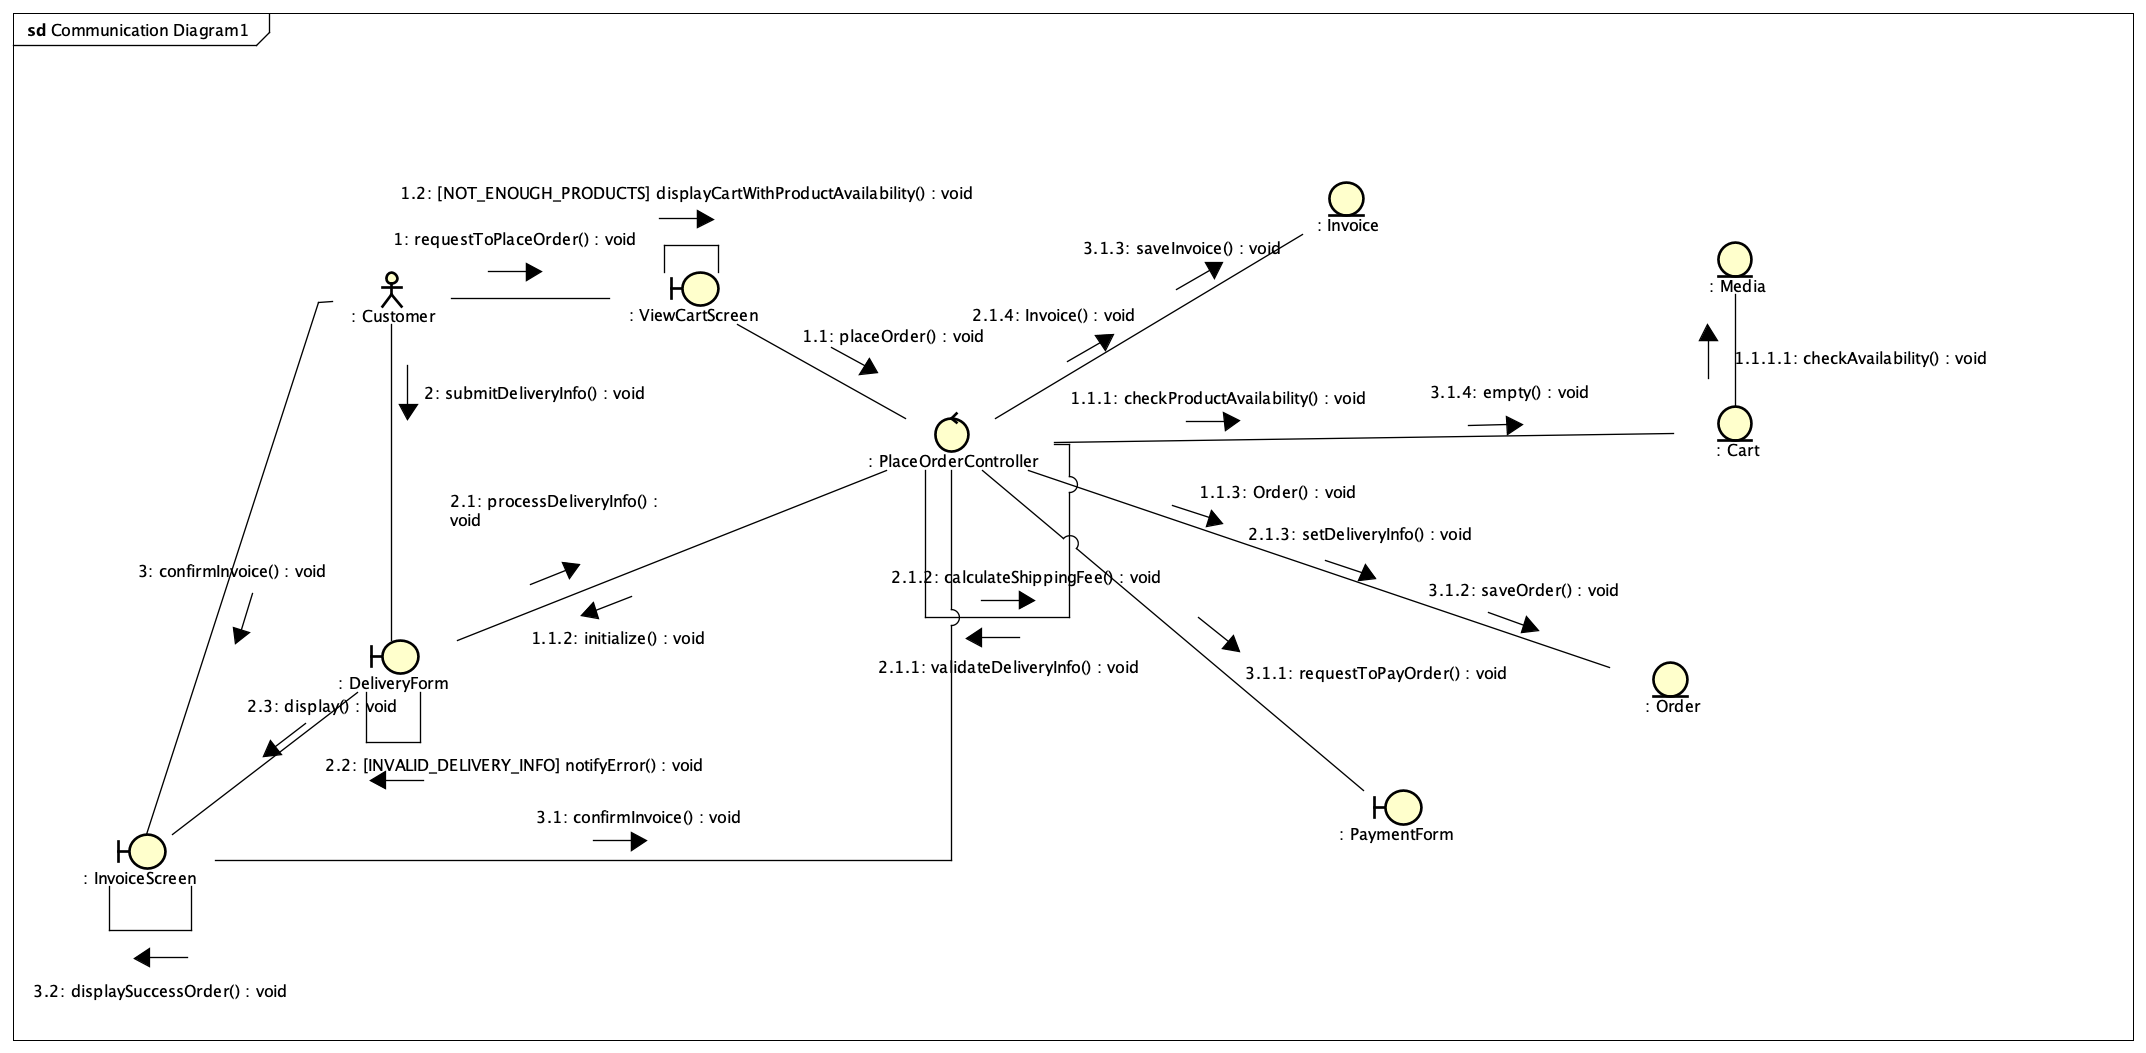 sd Communication Diagram1
1.2: [NOT_ENOUGH_PRODUCTS] displayCartWithProductAvailability() : void
1: requestToPlaceOrder() : void
: Customer
: ViewCartScreen
1.1: placeOrder() : void
: Invoice
3.1.3: saveInvoice() : void
2.1.4: Invoice() : void
: Media
1.1.1.1: checkAvailability() : void
2: submitDeliveryInfo() : void
1.1.1: checkProductAvailability() : void
3.1.4: empty() : void
: PlaceOrderController
: Cart
2.1: processDeliveryInfo() :
void
1.1.3: Order() : void
2.1.3: setDeliveryInfo() : void
3: confirmInvoice() : void
2.1.2: calculateShippingFee() : void
3.1.2: saveOrder() : void
1.1.2: initialize() : void
2.1.1: validateDeliveryInfo() : void
3.1.1: requestToPayOrder() : void
: DeliveryForm
2.3: display() : void
: Order
2.2: [INVALID_DELIVERY_INFO] notifyError() : void
3.1: confirmInvoice() : void
: PaymentForm
: InvoiceScreen
3.2: displaySuccessOrder() : void